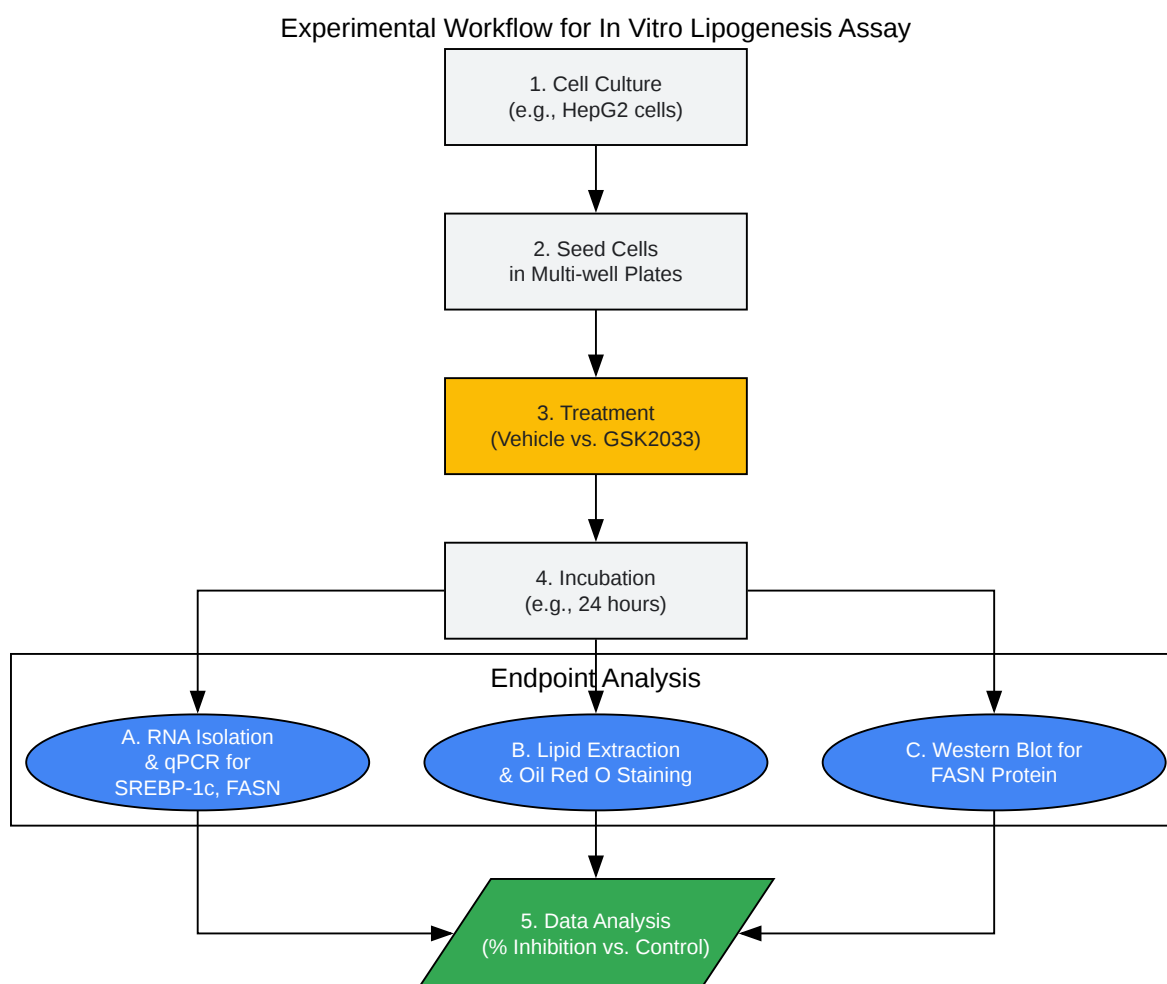 Experimental Workflow for In Vitro Lipogenesis Assay
1. Cell Culture
(e.g., HepG2 cells)
2. Seed Cells
in Multi-well Plates
3. Treatment
(Vehicle vs. GSK2033)
4. Incubation
(e.g., 24 hours)
Endpoint Analysis
A. RNA Isolation
& qPCR for
SREBP-1c, FASN
B. Lipid Extraction
& Oil Red O Staining
C. Western Blot for
FASN Protein
5. Data Analysis
(% Inhibition vs. Control)